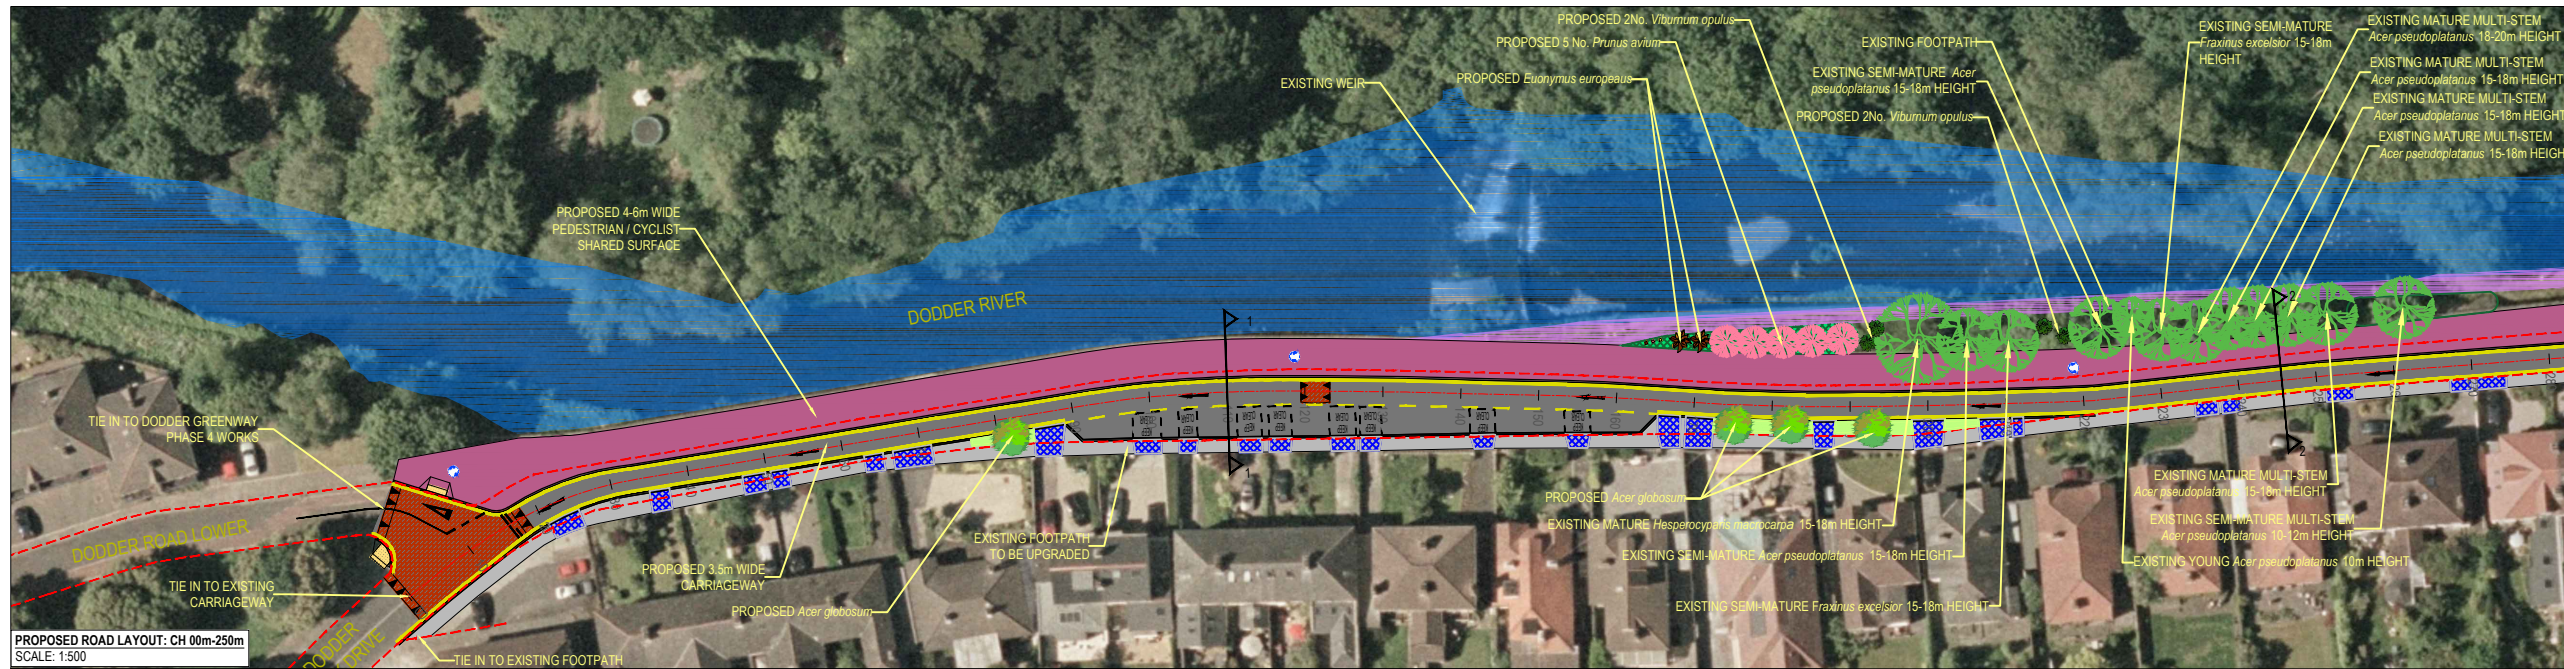 PROPOSED 2No. Viburnum opulus
PROPOSED 5 No. Prunus avium
PROPOSED Euonymus europeaus
EXISTING WEIR
EXISTING FOOTPATH
EXISTING SEMI-MATURE Acer
pseudoplatanus 15-18m HEIGHT
PROPOSED 2No. Viburnum opulus
EXISTING SEMI-MATURE
Fraxinus excelsior 15-18m
HEIGHT
EXISTING MATURE MULTI-STEM
Acer pseudoplatanus 18-20m HEIGHT
EXISTING MATURE MULTI-STEM
Acer pseudoplatanus 15-18m HEIGHT
EXISTING MATURE MULTI-STEM
Acer pseudoplatanus 15-18m HEIGHT
EXISTING MATURE MULTI-STEM
Acer pseudoplatanus 15-18m HEIGH
PROPOSED 4-6m WIDE
PEDESTRIAN / CYCLIST
SHARED SURFACE
DODDER RIVER
1
2
TIE IN TO DODDER GREENWAY
PHASE 4 WORKS
DODDER ROAD LOWER
TIE IN TO EXISTING
CARRIAGEWAY
DODDER
DRIVE
TIE IN TO EXISTING FOOTPATH
PROPOSED 3.5m WIDE
CARRIAGEWAY
PROPOSED Acer globosum
EXISTING FOOTPATH
TO BE UPGRADED
1
2
PROPOSED Acer globosum
EXISTING MATURE Hesperocyparis macrocarpa 15-18m HEIGHT
EXISTING SEMI-MATURE Acer pseudoplatanus 15-18m HEIGHT
EXISTING SEMI-MATURE Fraxinus excelsior 15-18m HEIGHT
EXISTING MATURE MULTI-STEM
Acer pseudoplatanus 15-18m HEIGHT
EXISTING SEMI-MATURE MULTI-STEM
Acer pseudoplatanus 10-12m HEIGHT
EXISTING YOUNG Acer pseudoplatanus 10m HEIGHT
PROPOSED ROAD LAYOUT: CH 00m-250m
SCALE: 1:500